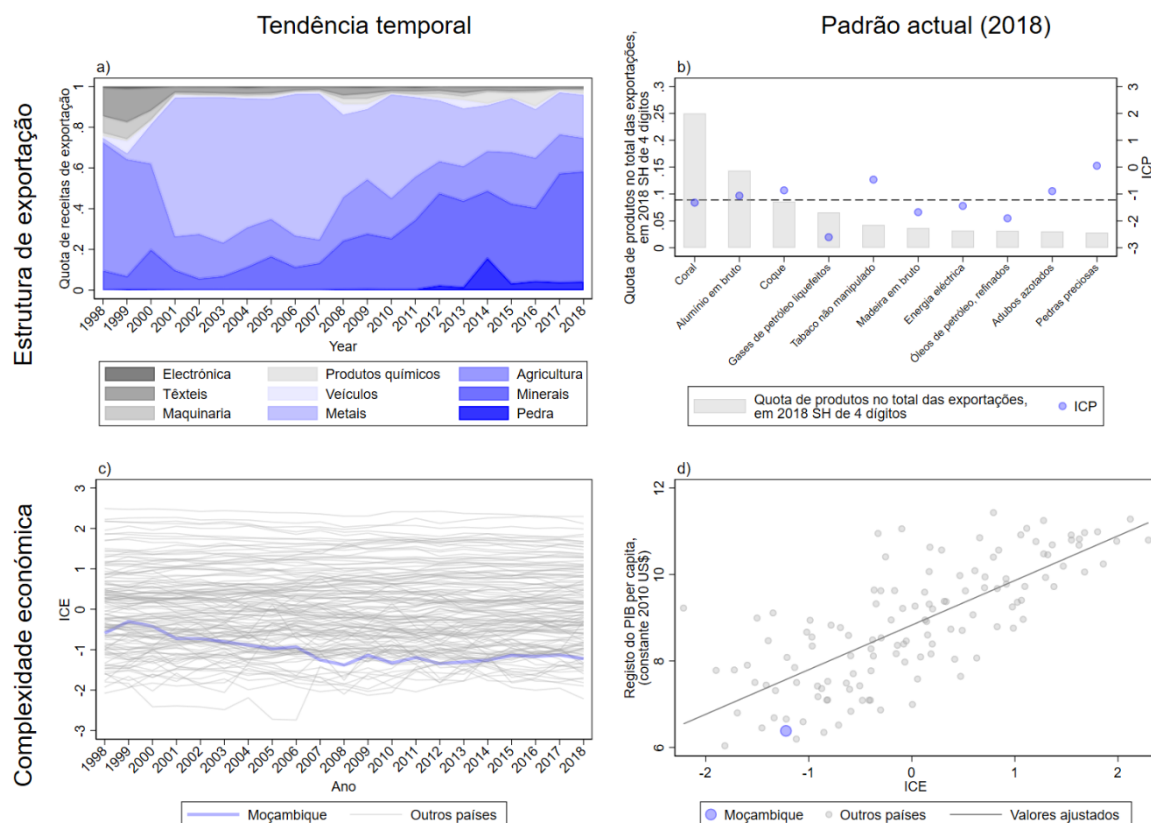 Tendência temporal
Padrão actual (2018)
Estrutura de exportação
a)
Quota de receitas de exportação
1
.8
.6
.4
.2
0
1998
1999
2000
2001
2002
2003
2004
2005
2006
2007
2008
2009
2010
2011
2012
2013
2014
2015
2016
2017
2018
Year
Electrónica
Produtos químicos
Agricultura
Têxteis
Veículos
Minerais
Maquinaria
Metais
Pedra
b)
Quota de produtos no total das exportações,
em 2018 SH de 4 dígitos
.3
.25
.2
.15
.1
.05
0
3
2
1
0
-1
-2
-3
ICP
Coral
Alumínio em bruto
Coque
Gases de petróleo liquefeitos
Tabaco não manipulado
Madeira em bruto
Energia eléctrica
Óleos de petróleo, refinados
Adubos azotados
Pedras preciosas
Quota de produtos no total das exportações,
em 2018 SH de 4 dígitos
ICP
Complexidade económica
c)
ICE
3
2
1
0
-1
-2
-3
1998
1999
2000
2001
2002
2003
2004
2005
2006
2007
2008
2009
2010
2011
2012
2013
2014
2015
2016
2017
2018
Ano
Moçambique
Outros países
d)
Registo do PIB per capita,
(constante 2010 US$)
12
10
8
6
-2
-1
0
1
2
ICE
Moçambique
Outros países
Valores ajustados